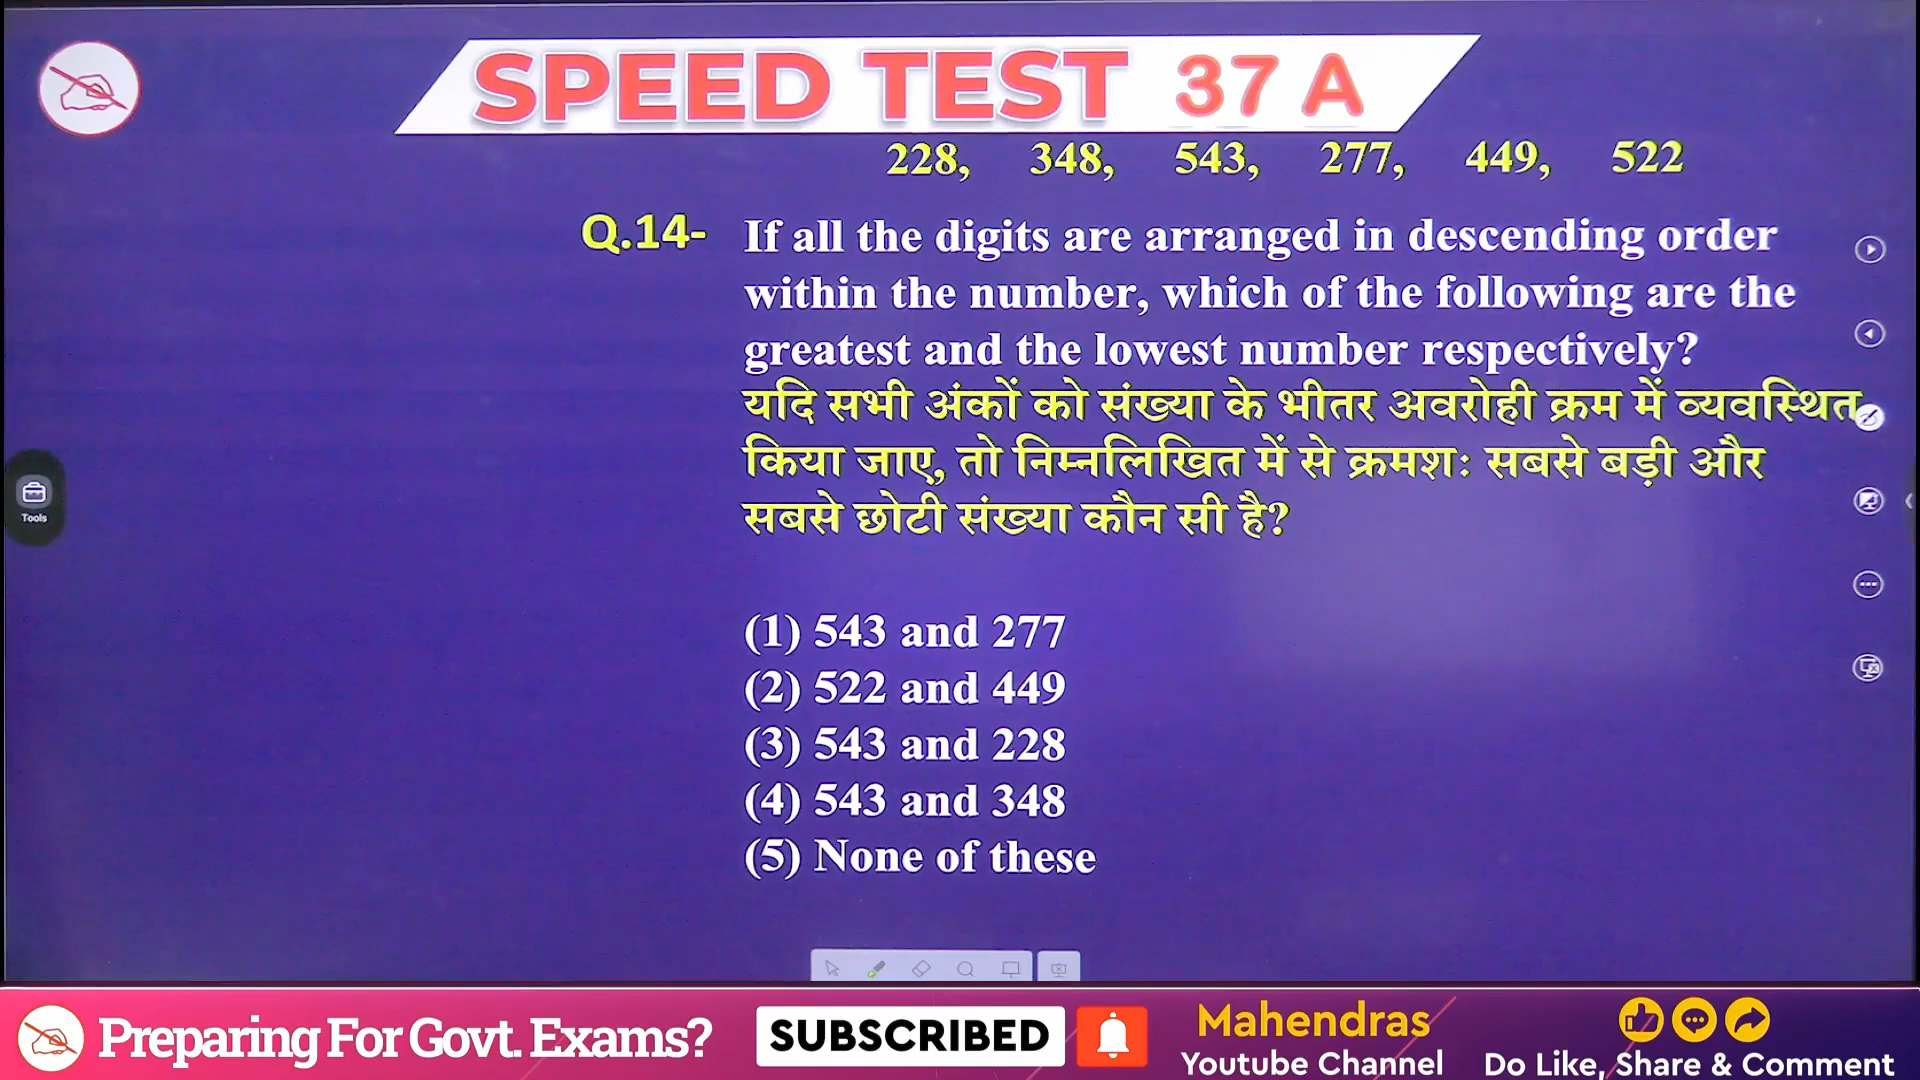 SPEED TEST 37 A
228, 348, 543, 277, 449, 522
Q.14- If all the digits are arranged in descending order
within the number, which of the following are the
greatest and the lowest number respectively?
यदि सभी अंकों को संख्या के भीतर अवरोही क्रम में व्यवस्थित
किया जाए, तो निम्नलिखित में से क्रमशः सबसे बड़ी और
सबसे छोटी संख्या कौन सी है?
Tools
(1) 543 and 277
(2) 522 and 449
(3) 543 and 228
(4) 543 and 348
(5) None of these
Preparing For Govt. Exams?
SUBSCRIBED
Mahendras
Youtube Channel
Do Like, Share & Comment